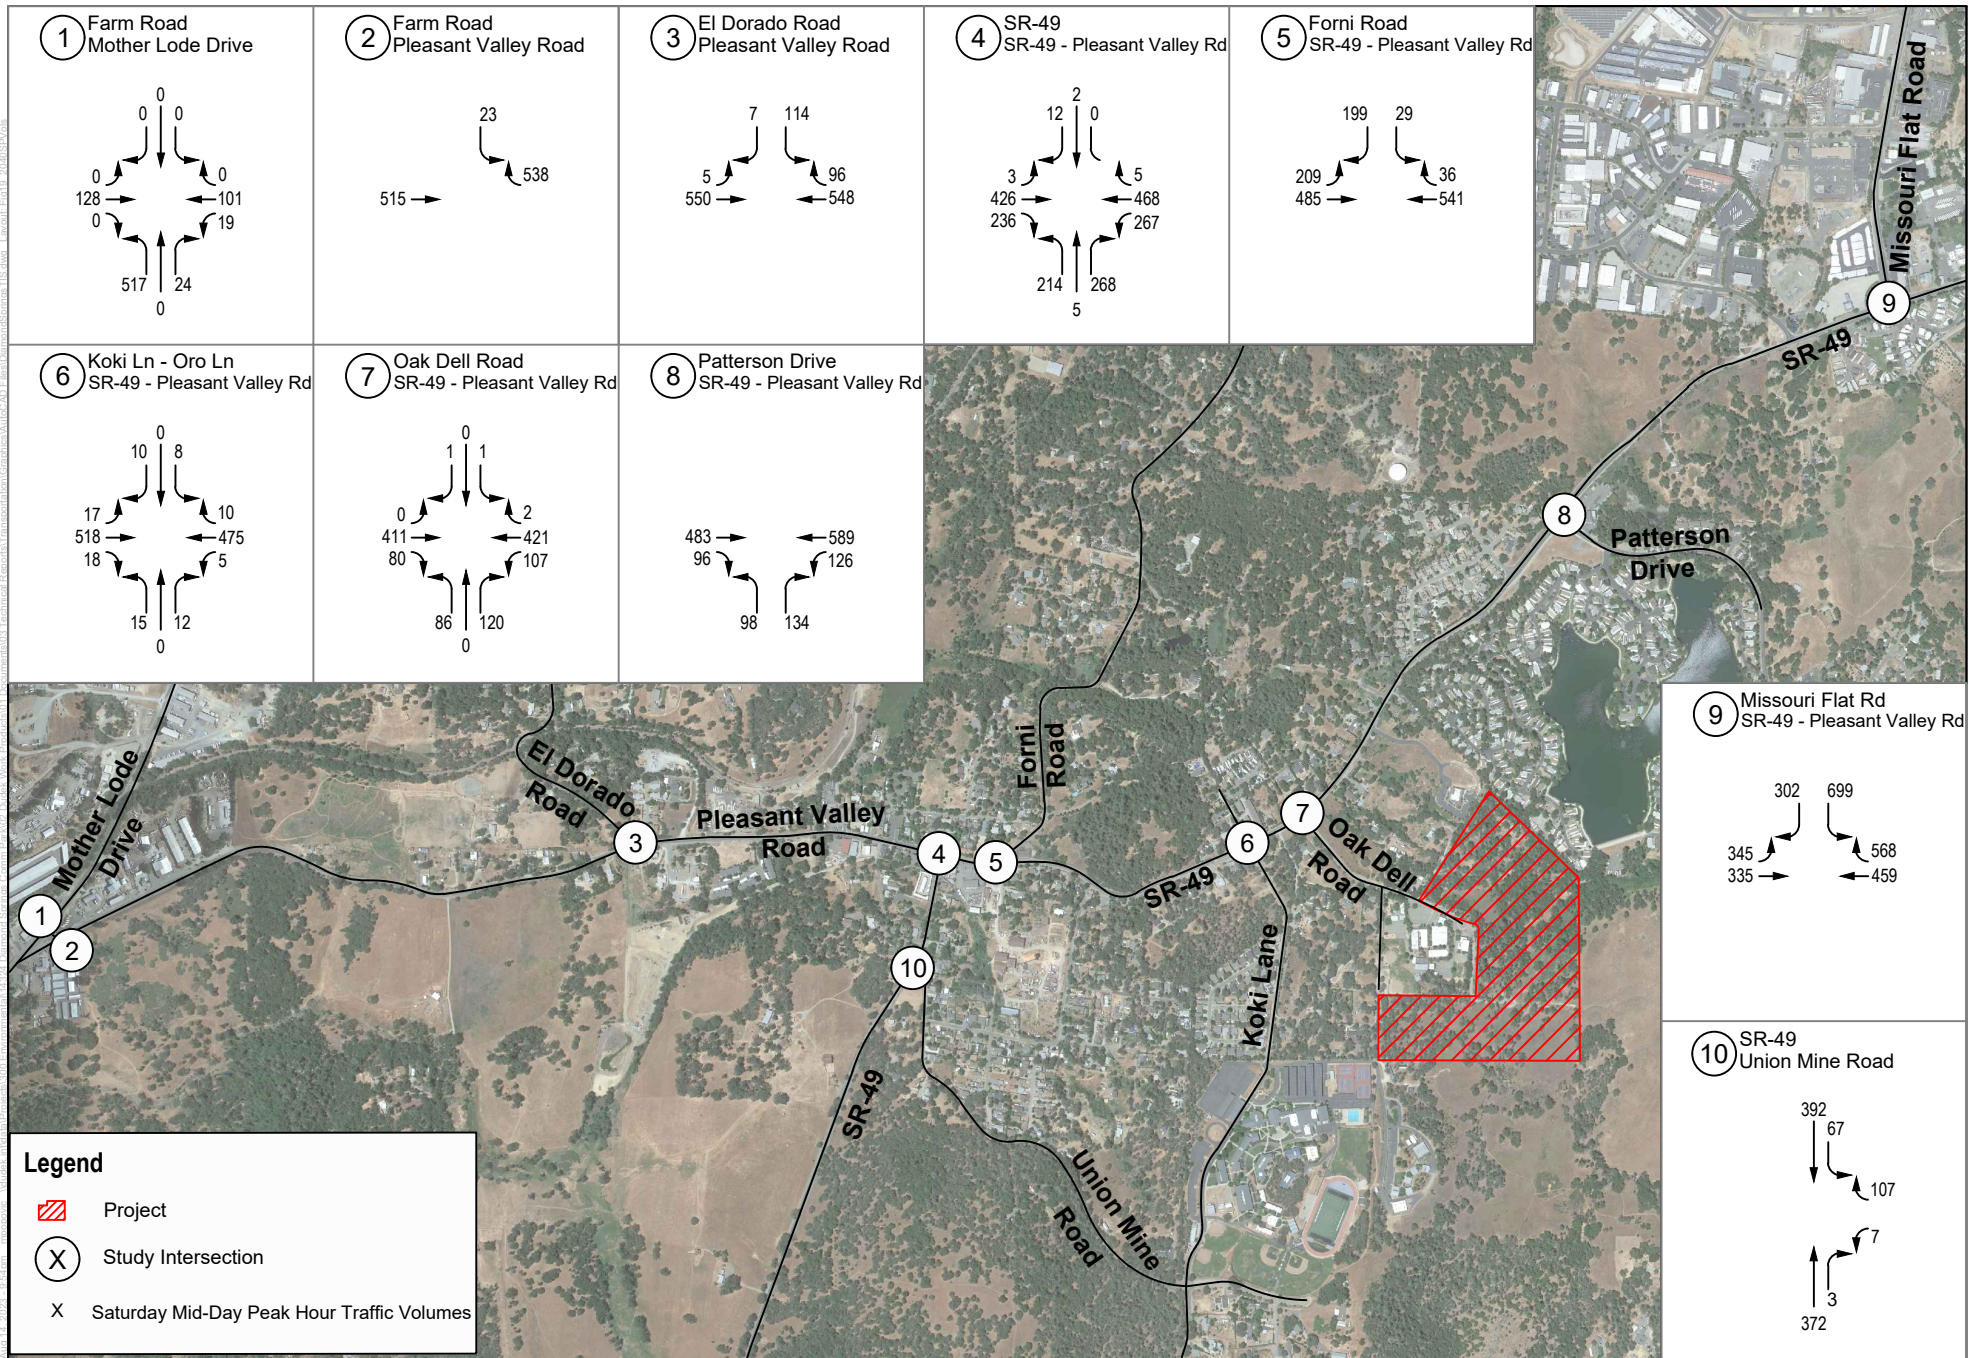 1
Farm Road
Mother Lode Drive
0
0
0
0
128
0
0
101
19
517
24
0
2
Farm Road
Pleasant Valley Road
23
538
515
3
El Dorado Road
Pleasant Valley Road
7
114
5
550
96
548
4
SR-49
SR-49 - Pleasant Valley Rd
2
12
0
3
426
236
5
468
267
214
268
5
5
Forni Road
SR-49 - Pleasant Valley Rd
199
29
209
485
36
541
6
Koki Ln - Oro Ln
SR-49 - Pleasant Valley Rd
0
10
8
17
518
18
10
475
5
15
12
0
7
Oak Dell Road
SR-49 - Pleasant Valley Rd
0
1
1
0
411
80
2
421
107
86
120
0
8
Patterson Drive
SR-49 - Pleasant Valley Rd
483
96
589
126
98
134
9
Missouri Flat Rd
SR-49 - Pleasant Valley Rd
302
699
345
335
568
459
10
SR-49
Union Mine Road
392
67
107
7
3
372
Missouri Flat Road
9
SR-49
8
Patterson
Drive
Forni
Road
El Dorado
Road
Mother Lode
Drive
3
Pleasant Valley
Road
4
5
SR-49
6
7
Oak Dell
Road
1
2
10
Koki Lane
SR-49
Union Mine
Road
Legend
Project
X
Study Intersection
X
Saturday Mid-Day Peak Hour Traffic Volumes